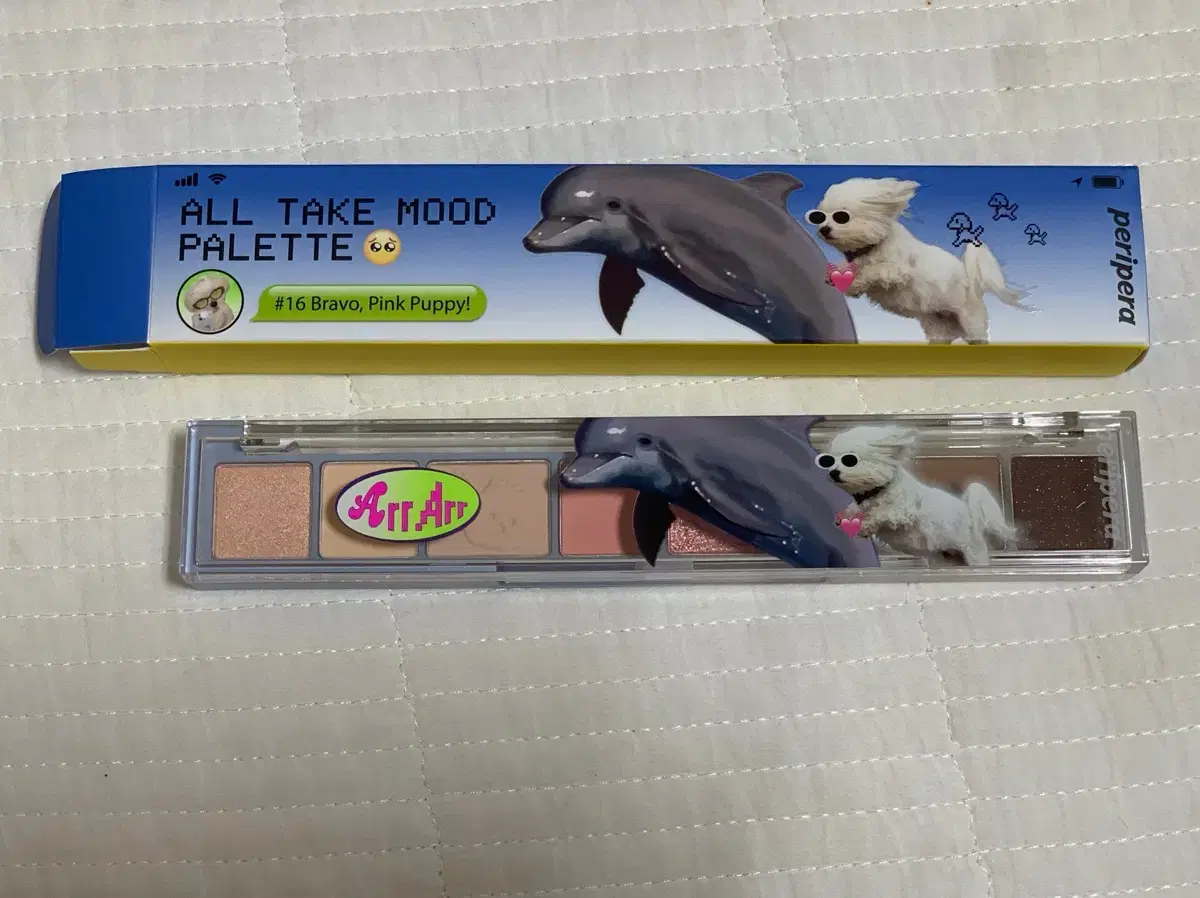 ALL TAKE MOOD
PALETTE
#16 Bravo, Pink Puppy!
peripera
Arr.Arr
peripera